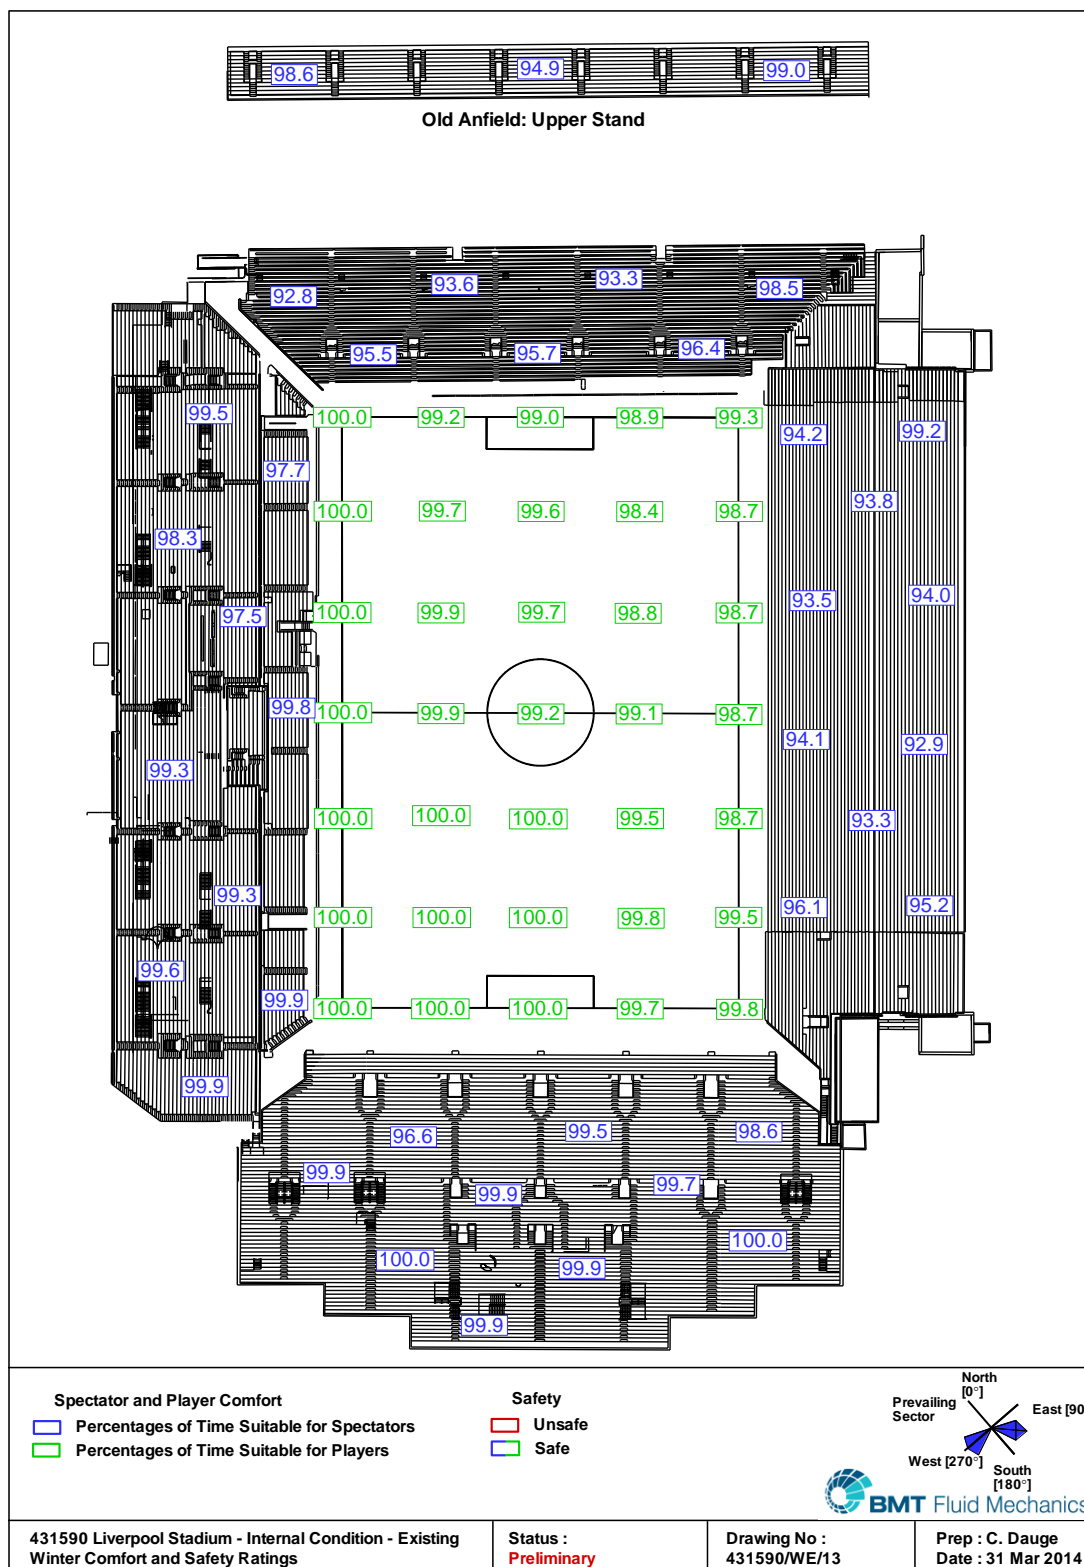 98.6 94.9 99.0
Old Anfield: Upper Stand
92.8 93.6 93.3 98.5
95.5 95.7 96.4
99.5 100.0 99.2 99.0 98.9 99.3 94.2 99.2
97.7
98.3 100.0 99.7 99.6 98.4 98.7 93.8
97.5 100.0 99.9 99.7 98.8 98.7 93.5 94.0
99.8 100.0 99.9 99.2 99.1 98.7 94.1 92.9
99.3
100.0 100.0 100.0 99.5 98.7 93.3
99.3 100.0 100.0 100.0 99.8 99.5 96.1 95.2
99.6
99.9 100.0 100.0 100.0 99.7 99.8
99.9
96.6 99.5 98.6
99.9 99.9 99.7
100.0 99.9 100.0
99.9
Spectator and Player Comfort
Percentages of Time Suitable for Spectators
Percentages of Time Suitable for Players
Safety
Unsafe
Safe
North
[0°]
Prevailing
Sector
East [90
West [270°]
South
[180°]
BMT Fluid Mechanics
431590 Liverpool Stadium - Internal Condition - Existing
Winter Comfort and Safety Ratings
Status :
Preliminary
Drawing No :
431590/WE/13
Prep : C. Dauge
Date : 31 Mar 2014